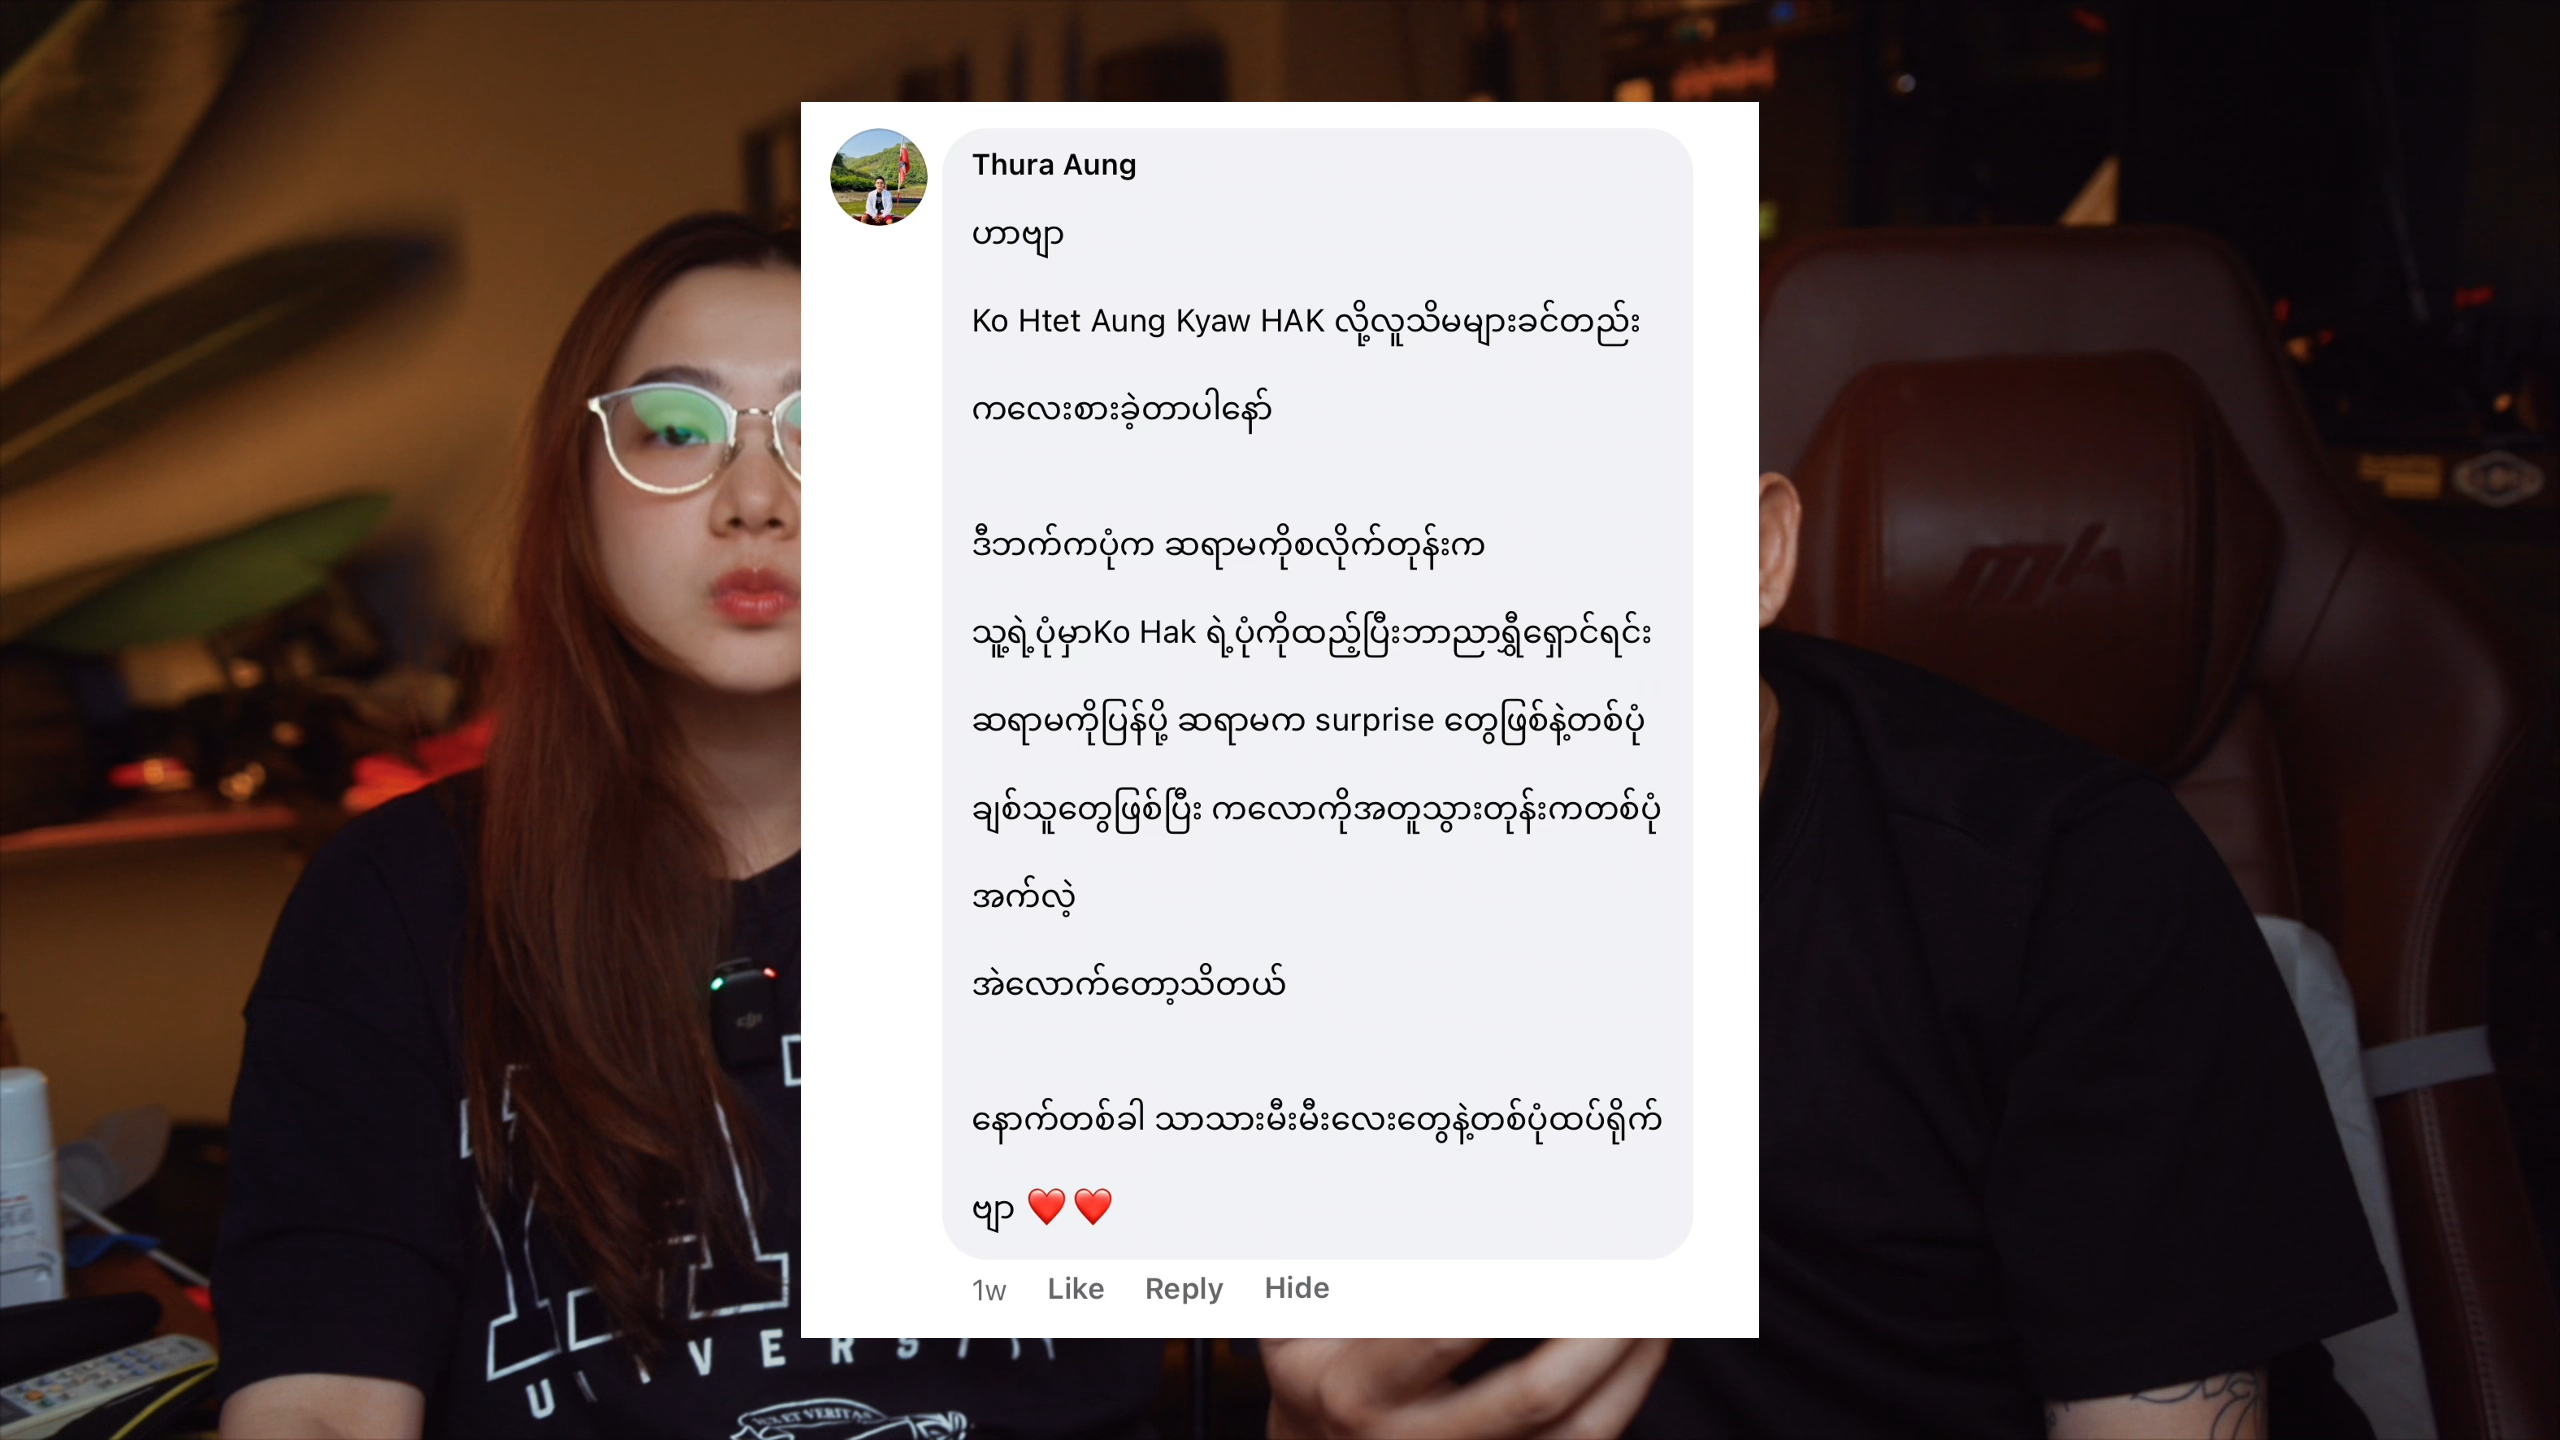 Thura Aung
ဟာဗျာ
Ko Htet Aung Kyaw HAK လို့လူသိမများခင်တည်း
ကလေးစားခဲ့တာပါနော်
ဒီဘက်ကပုံက ဆရာမကိုစလိုက်တုန်းက
သူ့ရဲ့ပုံမှာKo Hak ရဲ့ပုံကိုထည့်ပြီးဘာညာရွှီးရှောင်ရင်း
ဆရာမကိုပြန်ပို့ ဆရာမက surprise တွေဖြစ်နဲ့တစ်ပုံ
ချစ်သူတွေဖြစ်ပြီး ကလောကိုအတူသွားတုန်းကတစ်ပုံ
အက်လဲ့
အဲလောက်တော့သိတယ်
နောက်တစ်ခါ သာသားမီးမီးလေးတွေနဲ့တစ်ပုံထပ်ရိုက်
ဗျာ ❤️❤️
1w Like Reply Hide
dji
mh
UNIVERSITY
LUX ET VERITAS